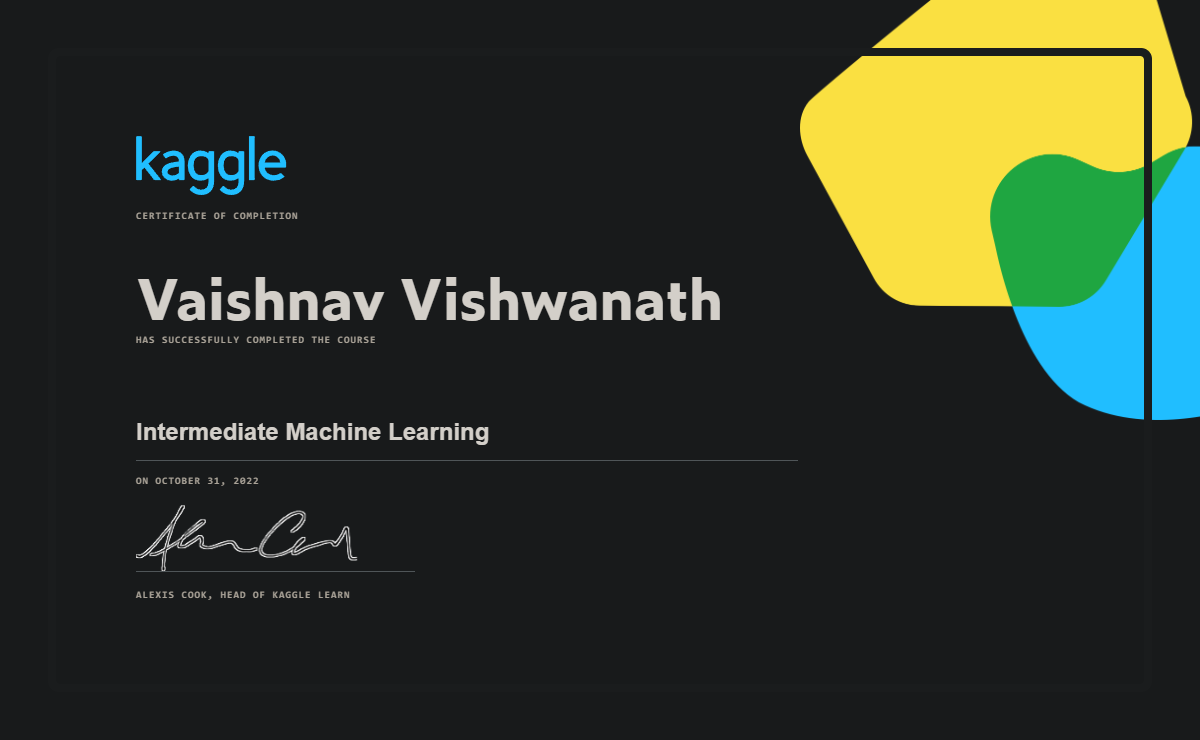 kaggle
CERTIFICATE OF COMPLETION
Vaishnav Vishwanath
HAS SUCCESSFULLY COMPLETED THE COURSE
Intermediate Machine Learning
ON OCTOBER 31, 2022
ALEXIS COOK, HEAD OF KAGGLE LEARN